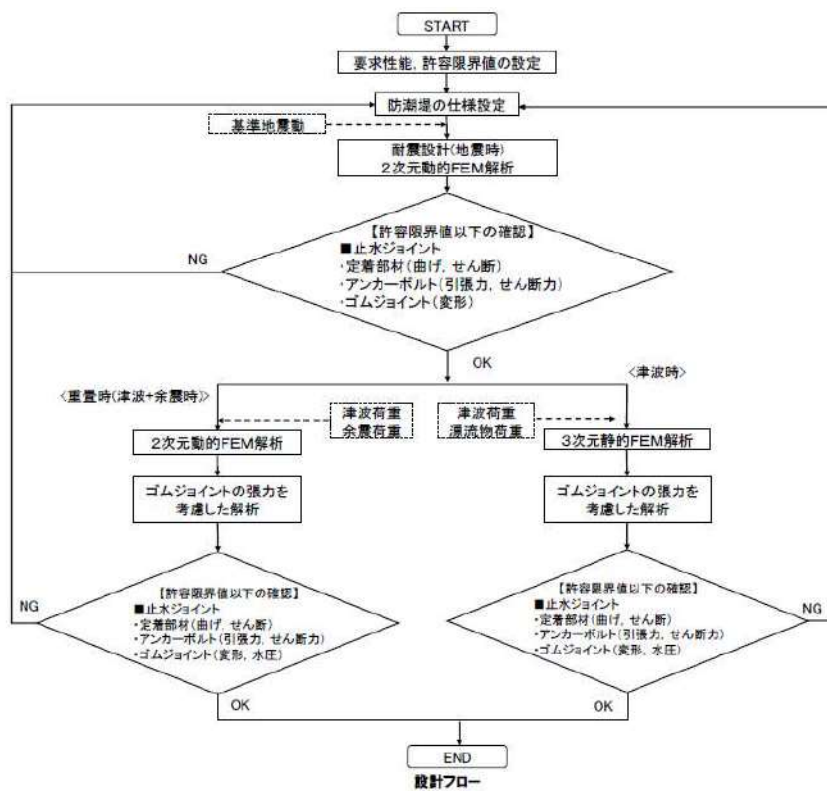 START
要求性能, 許容限界値の設定
防潮堤の仕様設定
基準地震動
耐震設計(地震時)
2次元動的FEM解析
【許容限界値以下の確認】
■止水ジョイント
・定着部材(曲げ, せん断)
・アンカーボルト(引張力, せん断力)
・ゴムジョイント(変形)
NG
OK
<重畳時(津波+余震時)>
<津波時>
津波荷重
余震荷重
津波荷重
漂流物荷重
2次元動的FEM解析
3次元静的FEM解析
ゴムジョイントの張力を
考慮した解析
ゴムジョイントの張力を
考慮した解析
【許容限界値以下の確認】
■止水ジョイント
・定着部材(曲げ, せん断)
・アンカーボルト(引張力, せん断力)
・ゴムジョイント(変形, 水圧)
NG
OK
【許容限界値以下の確認】
■止水ジョイント
・定着部材(曲げ, せん断)
・アンカーボルト(引張力, せん断力)
・ゴムジョイント(変形, 水圧)
NG
OK
END
設計フロー